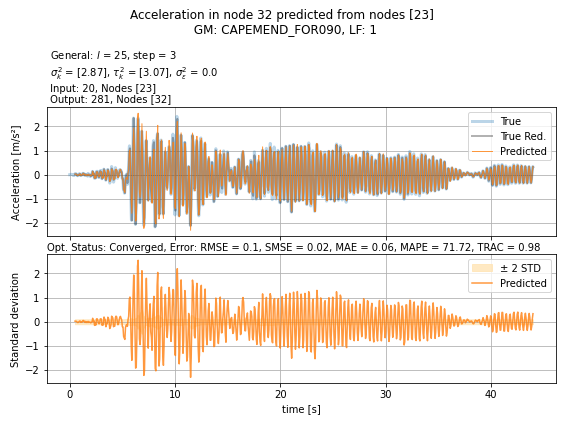 Acceleration in node 32 predicted from nodes [23]
GM: CAPEMEND_FOR090, LF: 1
General: l = 25, step = 3
σ²ₖ = [2.87], τ²ₖ = [3.07], σ²ε = 0.0
Input: 20, Nodes [23]
Output: 281, Nodes [32]
Acceleration [m/s²]
2
1
0
−1
−2
True
True Red.
Predicted
Opt. Status: Converged, Error: RMSE = 0.1, SMSE = 0.02, MAE = 0.06, MAPE = 71.72, TRAC = 0.98
Standard deviation
2
1
0
−1
−2
± 2 STD
Predicted
0
10
20
30
40
time [s]